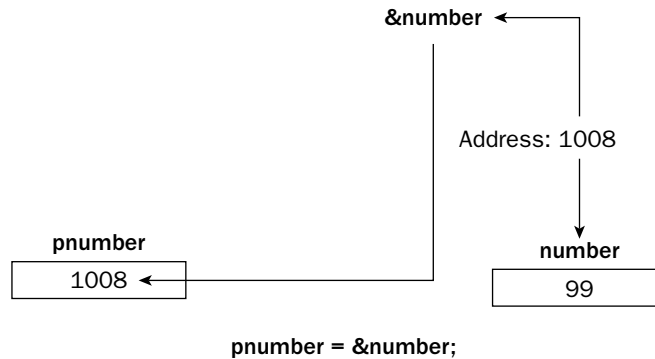 &number
Address: 1008
pnumber
number
1008
99
pnumber = &number;